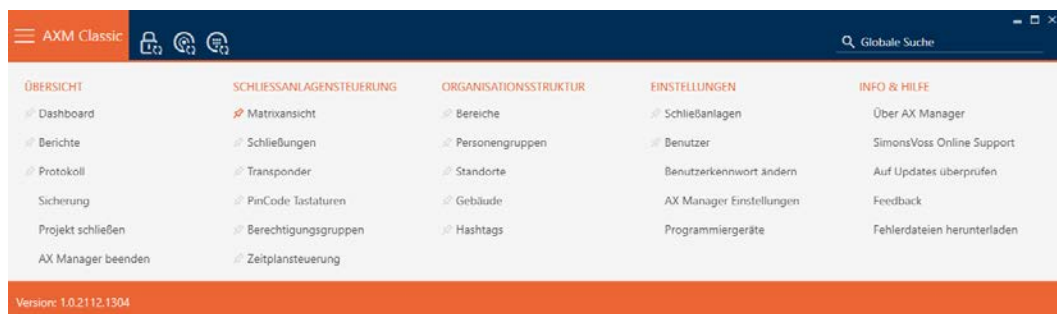 AXM Classic
Globale Suche
ÜBERSICHT
Dashboard
Berichte
Protokoll
Sicherung
Projekt schließen
AX Manager beenden
SCHLIESSANLAGENSTEUERUNG
Matrixansicht
Schließungen
Transponder
PinCode Tastaturen
Berechtigungsgruppen
Zeitplansteuerung
ORGANISATIONSSTRUKTUR
Bereiche
Personengruppen
Standorte
Gebäude
Hashtags
EINSTELLUNGEN
Schließanlagen
Benutzer
Benutzerkennwort ändern
AX Manager Einstellungen
Programmiergeräte
INFO & HILFE
Über AX Manager
SimonsVoss Online Support
Auf Updates überprüfen
Feedback
Fehlerdateien herunterladen
Version: 1.0.2112.1304